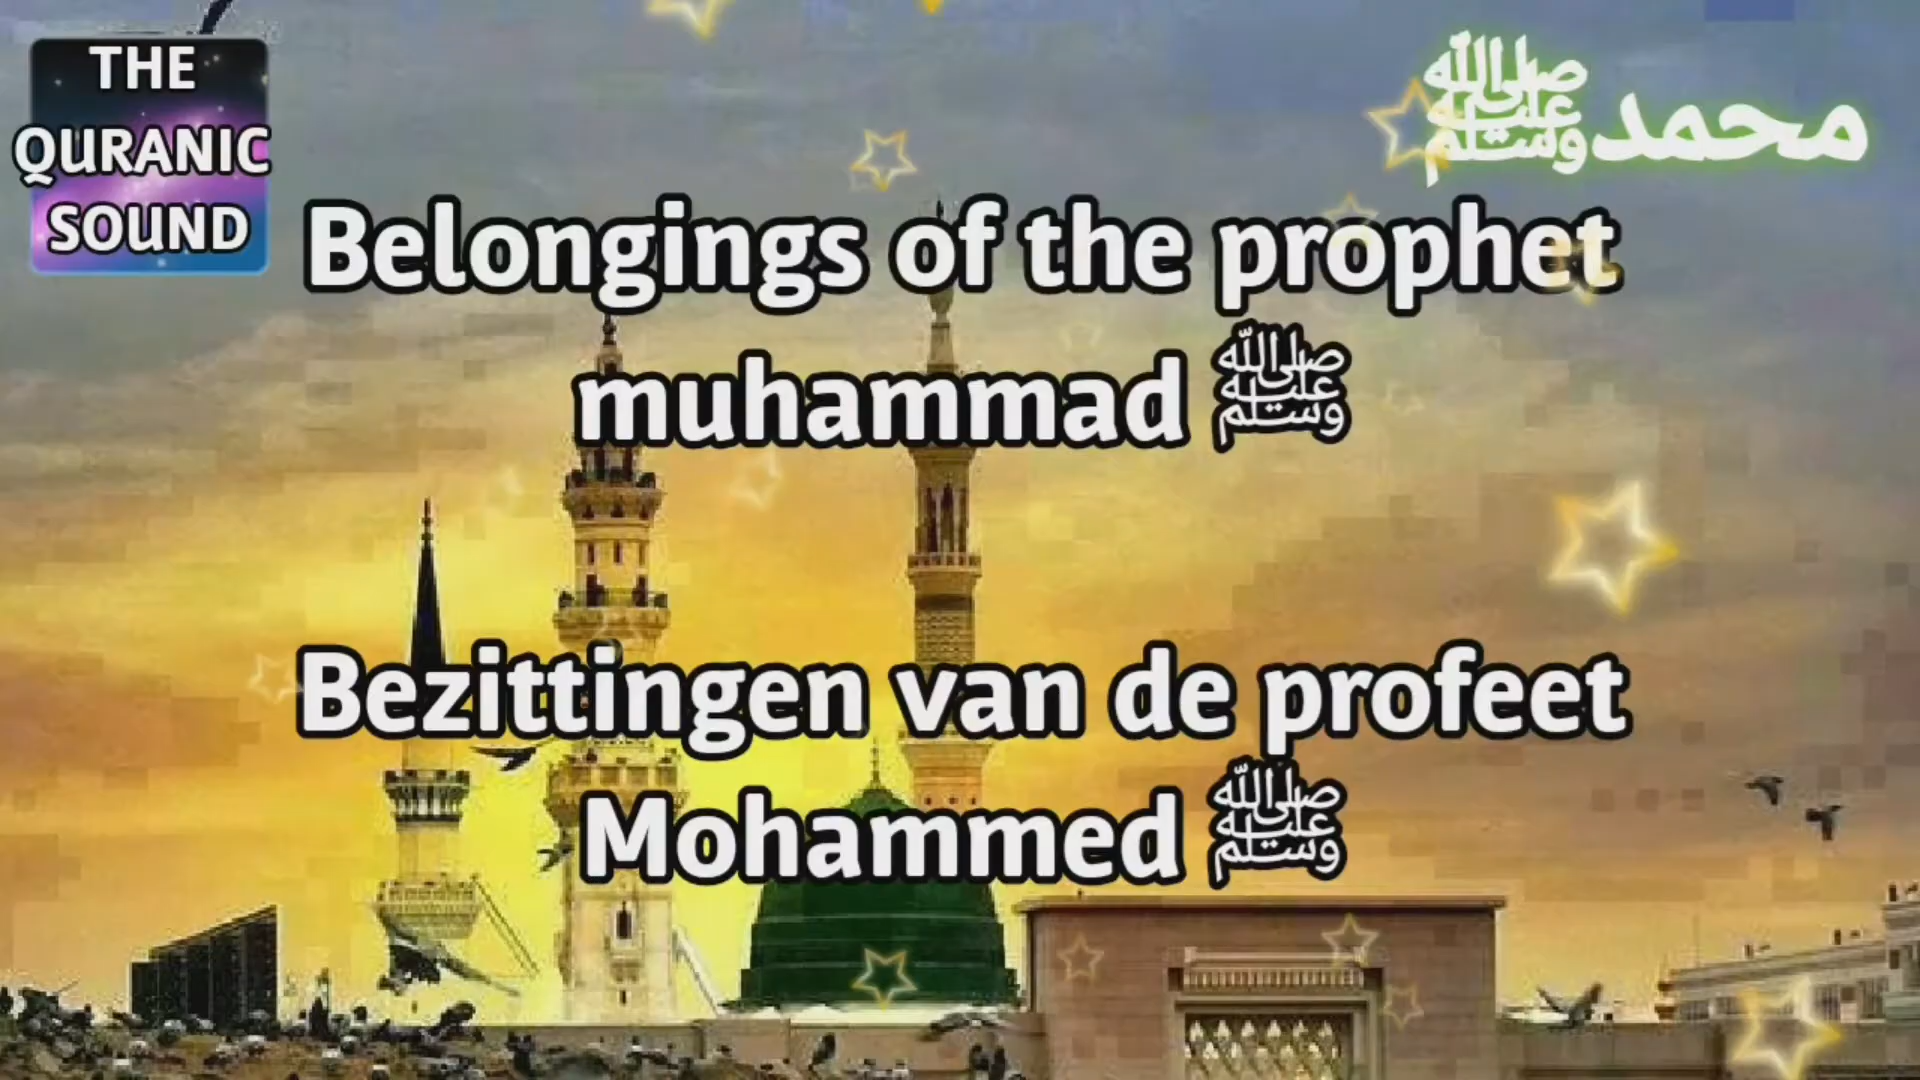 THE
QURANIC
SOUND
محمد ﷺ
Belongings of the prophet
muhammad ﷺ
Bezittingen van de profeet
Mohammed ﷺ